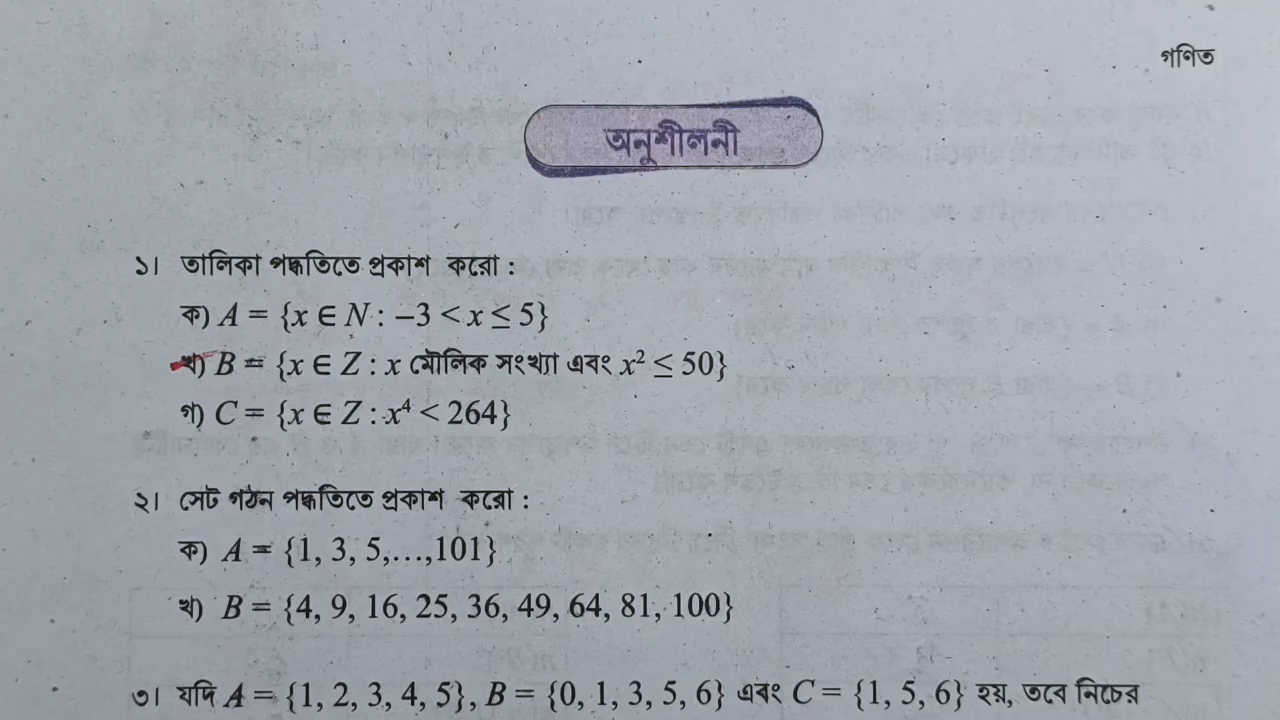 গণিত
অনুশীলনী
১। তালিকা পদ্ধতিতে প্রকাশ করো :
ক) A = {x ∈ N : −3 < x ≤ 5}
খ) B = {x ∈ Z : x মৌলিক সংখ্যা এবং x² ≤ 50}
গ) C = {x ∈ Z : x⁴ < 264}
২। সেট গঠন পদ্ধতিতে প্রকাশ করো :
ক) A = {1, 3, 5,...,101}
খ) B = {4, 9, 16, 25, 36, 49, 64, 81, 100}
৩। যদি A = {1, 2, 3, 4, 5}, B = {0, 1, 3, 5, 6} এবং C = {1, 5, 6} হয়, তবে নিচের